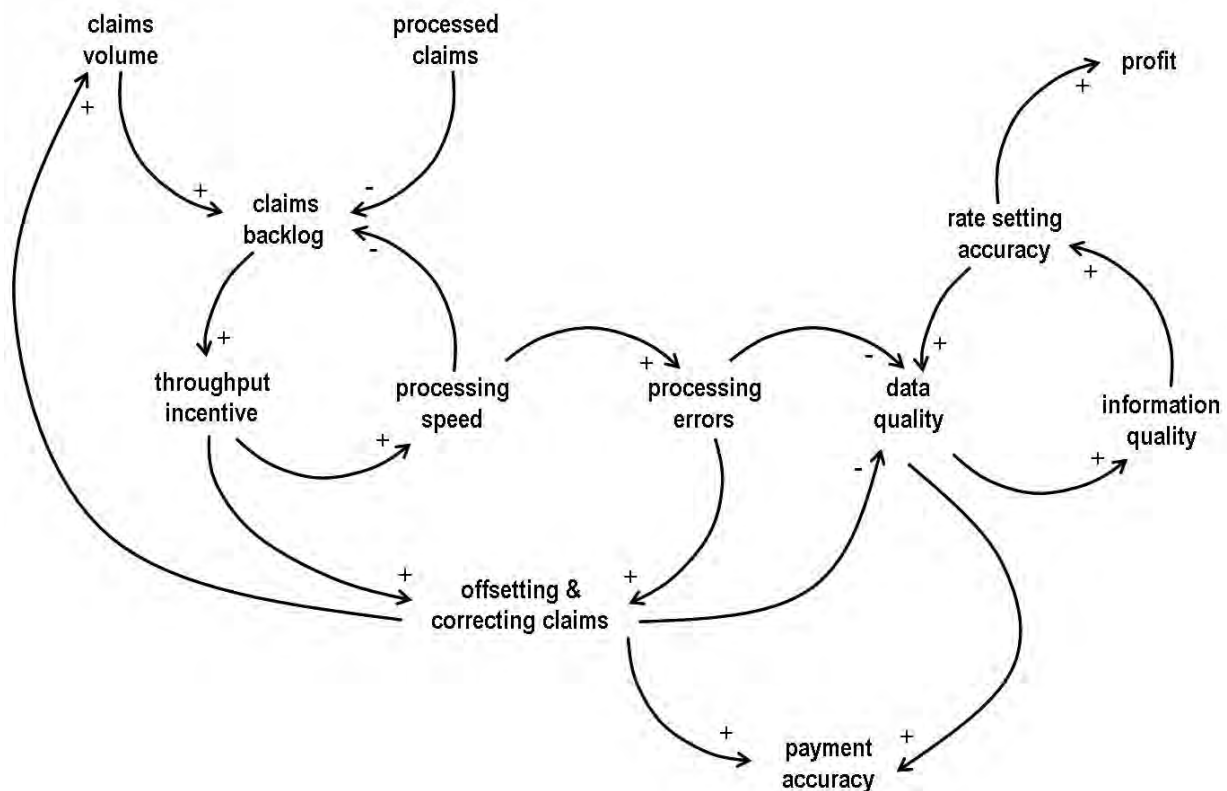 claims
volume
processed
claims
profit
+
+
+
-
claims
backlog
-
rate setting
accuracy
+
+
+
-
+
throughput
incentive
processing
speed
processing
errors
data
quality
information
quality
+
-
+
+
+
offsetting &
correcting claims
+
+
payment
accuracy